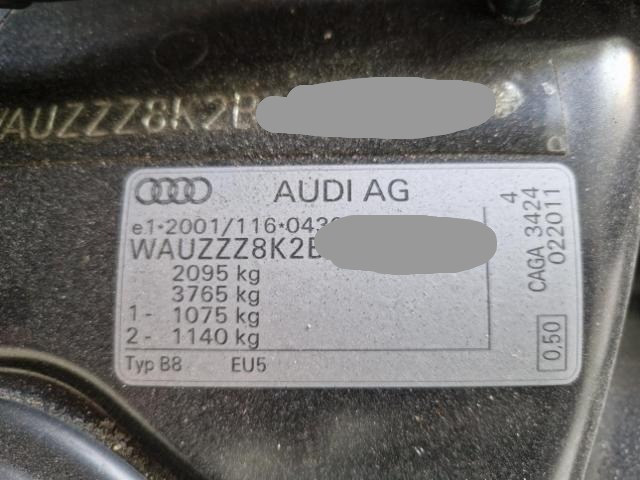 WAUZZZ8K2B
AUDI AG
e1*2001/116*043
WAUZZZ8K2B
- 2095 kg
3765 kg
1- 1075 kg
2- 1140 kg
Typ B8 EU5
4
CAGA 3424
022011
0,50